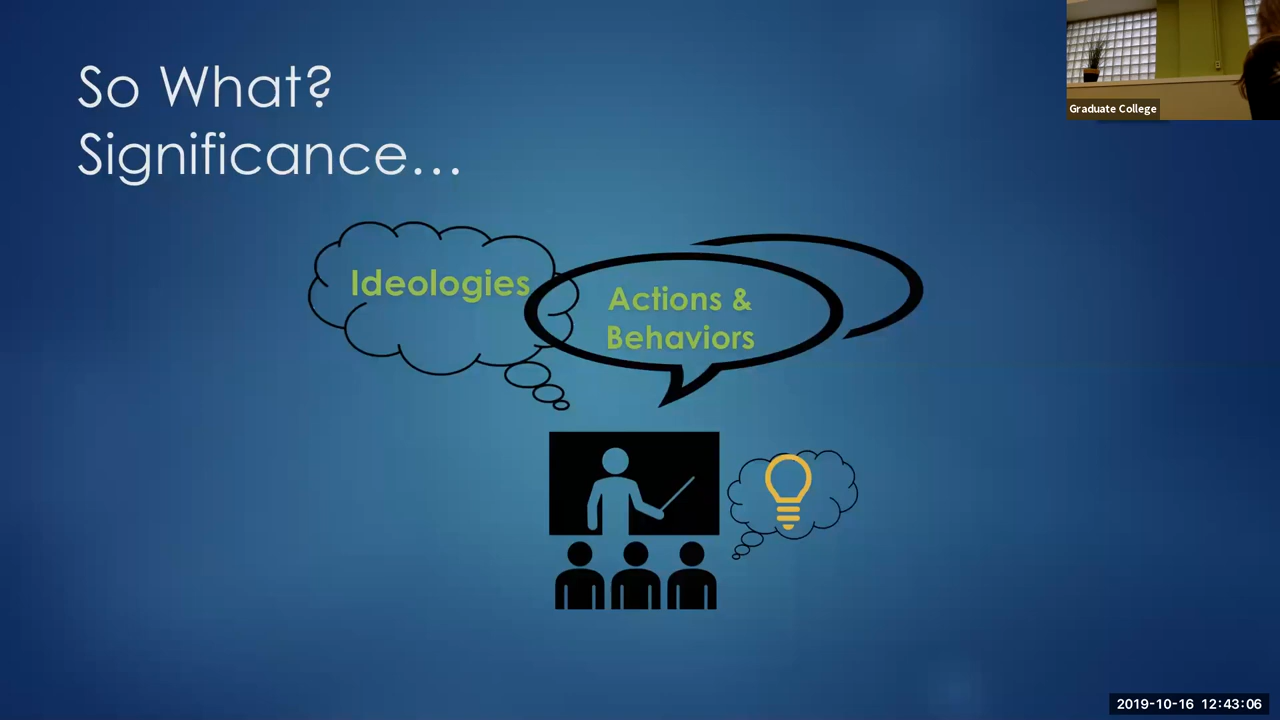 So What?
Significance…
Graduate College
Ideologies
Actions &
Behaviors
2019-10-16 12:43:06